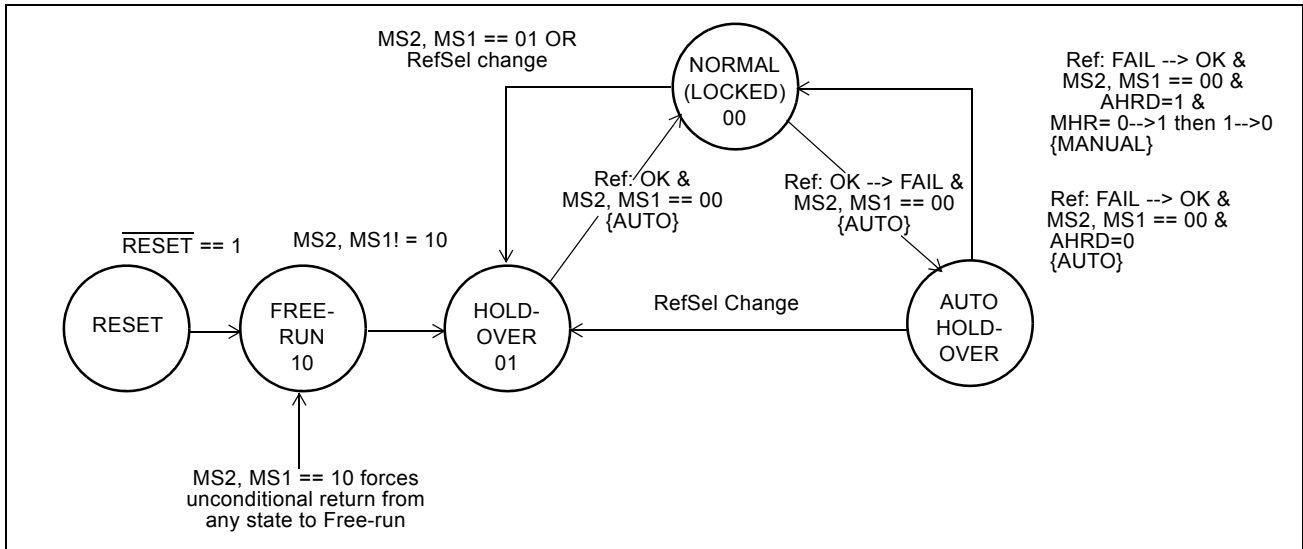 MS2, MS1 == 01 OR
RefSel change
NORMAL
(LOCKED)
00
Ref: FAIL --> OK &
MS2, MS1 == 00 &
AHRD=1 &
MHR= 0-->1 then 1-->0
{MANUAL}
Ref: OK &
MS2, MS1 == 00
{AUTO}
Ref: OK --> FAIL &
MS2, MS1 == 00
{AUTO}
Ref: FAIL --> OK &
MS2, MS1 == 00 &
AHRD=0
{AUTO}
RESET == 1
MS2, MS1! = 10
RESET
FREE-
RUN
10
HOLD-
OVER
01
RefSel Change
AUTO
HOLD-
OVER
MS2, MS1 == 10 forces
unconditional return from
any state to Free-run